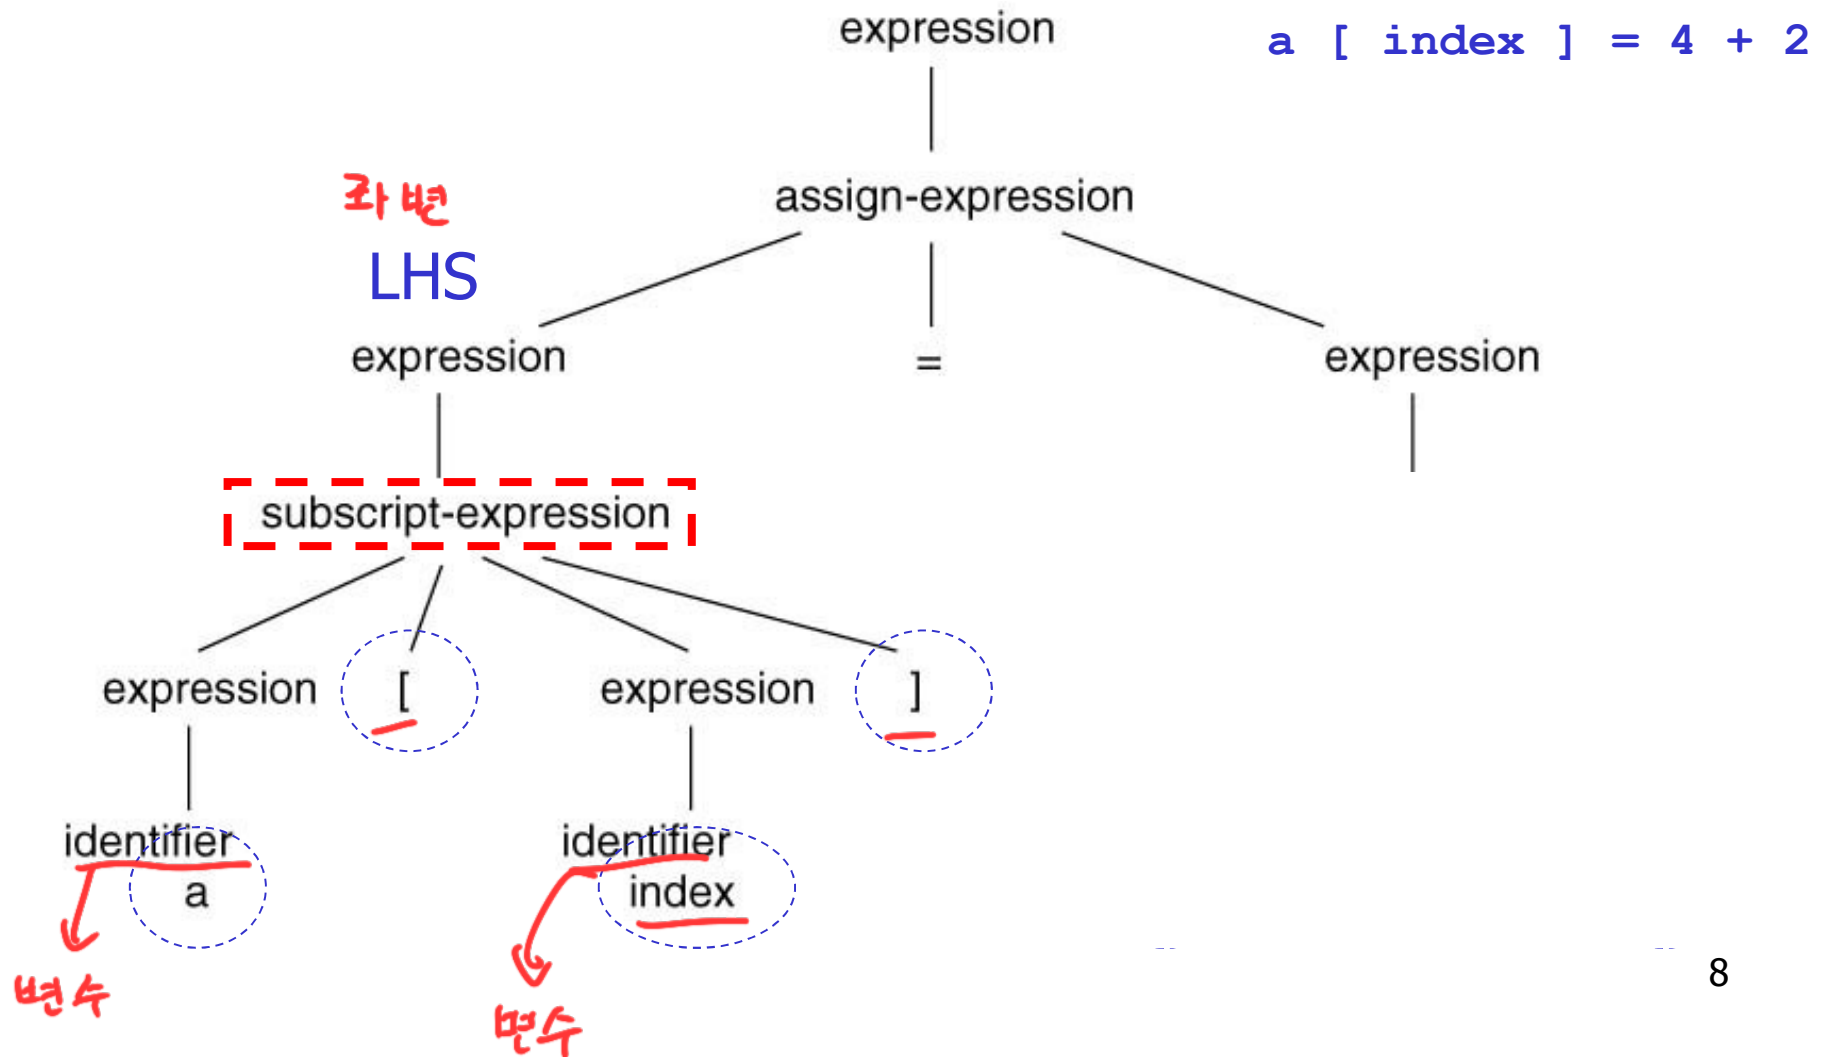 expression
a [ index ] = 4 + 2
assign-expression
좌변
LHS
expression = expression
subscript-expression
expression [ expression ]
identifier identifier
a index
변수 변수
8